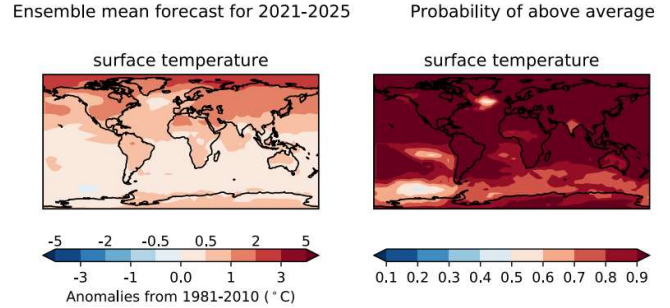 Ensemble mean forecast for 2021-2025
Probability of above average
surface temperature
surface temperature
-5 -2 -0.5 0.5 2 5
-3 -1 0.0 1 3
Anomalies from 1981-2010 (°C)
0.1 0.2 0.3 0.4 0.5 0.6 0.7 0.8 0.9